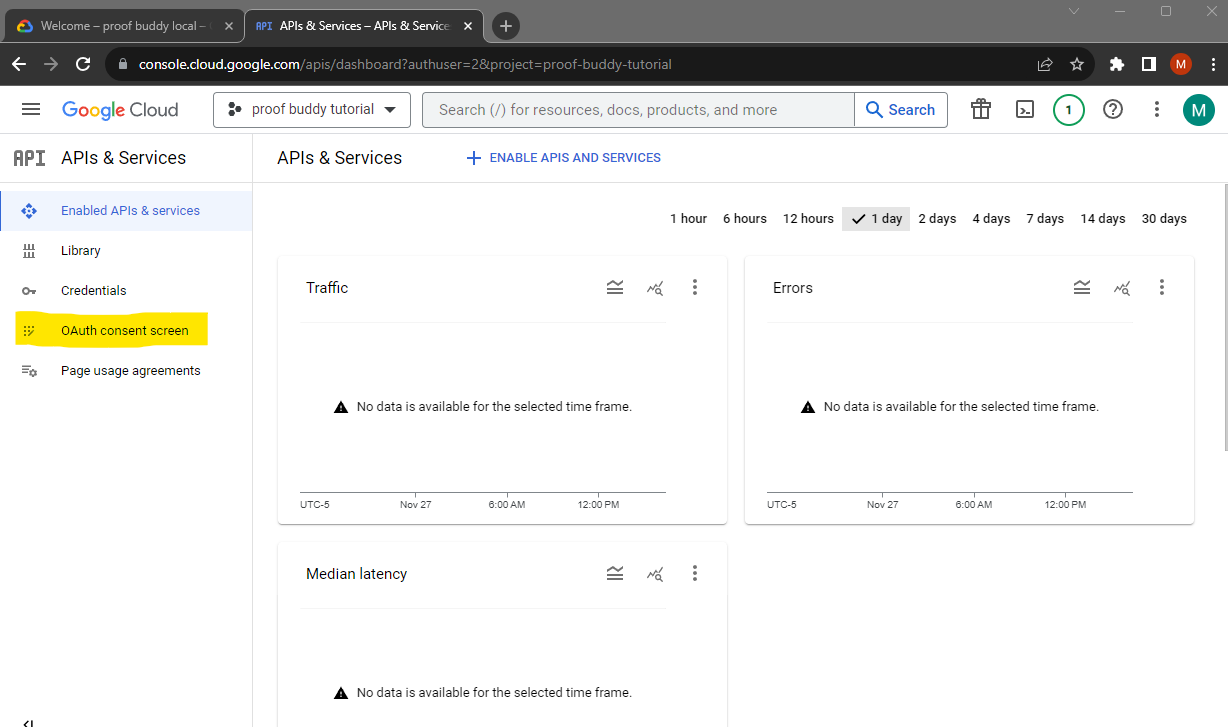 Welcome – proof buddy local –
API APIs & Services – APIs & Service
console.cloud.google.com/apis/dashboard?authuser=2&project=proof-buddy-tutorial
M
Google Cloud
proof buddy tutorial
Search (/) for resources, docs, products, and more
Search
1
M
API APIs & Services
APIs & Services
ENABLE APIS AND SERVICES
Enabled APIs & services
Library
Credentials
OAuth consent screen
Page usage agreements
1 hour 6 hours 12 hours 1 day 2 days 4 days 7 days 14 days 30 days
Traffic
No data is available for the selected time frame.
UTC-5 Nov 27 6:00 AM 12:00 PM
Errors
No data is available for the selected time frame.
UTC-5 Nov 27 6:00 AM 12:00 PM
Median latency
No data is available for the selected time frame.